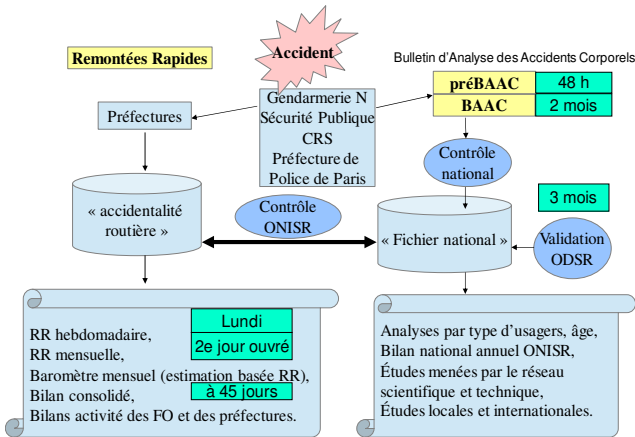 Accident
Remontées Rapides
Bulletin d'Analyse des Accidents Corporels
préBAAC
48 h
BAAC
2 mois
Gendarmerie N
Sécurité Publique
CRS
Préfecture de
Police de Paris
Préfectures
Contrôle
national
« accidentalité
routière »
Contrôle
ONISR
3 mois
« Fichier national »
Validation
ODSR
RR hebdomadaire,
Lundi
RR mensuelle,
2e jour ouvré
Baromètre mensuel (estimation basée RR),
Bilan consolidé,
à 45 jours
Bilans activité des FO et des préfectures.
Analyses par type d'usagers, âge,
Bilan national annuel ONISR,
Études menées par le réseau
scientifique et technique,
Études locales et internationales.